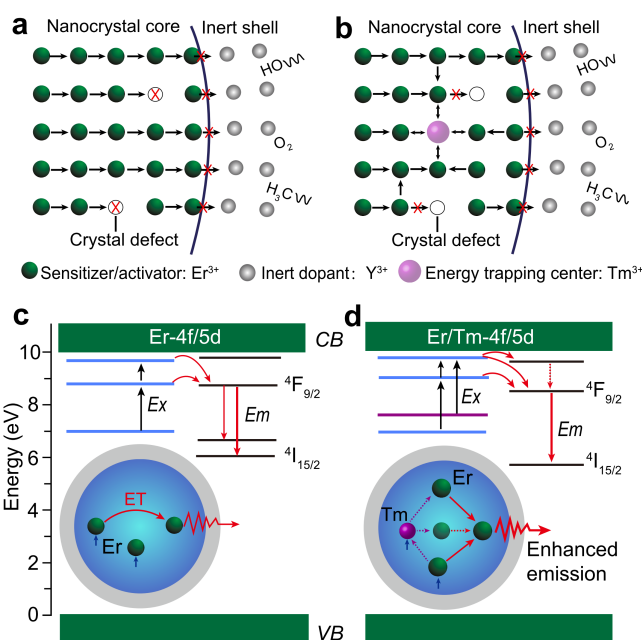 a
Nanocrystal core
Inert shell
HO
O₂
H₃C
Crystal defect
b
Nanocrystal core
Inert shell
HO
O₂
H₃C
Crystal defect
Sensitizer/activator: Er³⁺
Inert dopant: Y³⁺
Energy trapping center: Tm³⁺
c
Er-4f/5d
CB
Energy (eV)
10
8
6
4
2
0
Ex
Em
⁴F₉/₂
⁴I₁₅/₂
ET
Er
VB
d
Er/Tm-4f/5d
Ex
Em
⁴F₉/₂
⁴I₁₅/₂
Er
Tm
Enhanced
emission